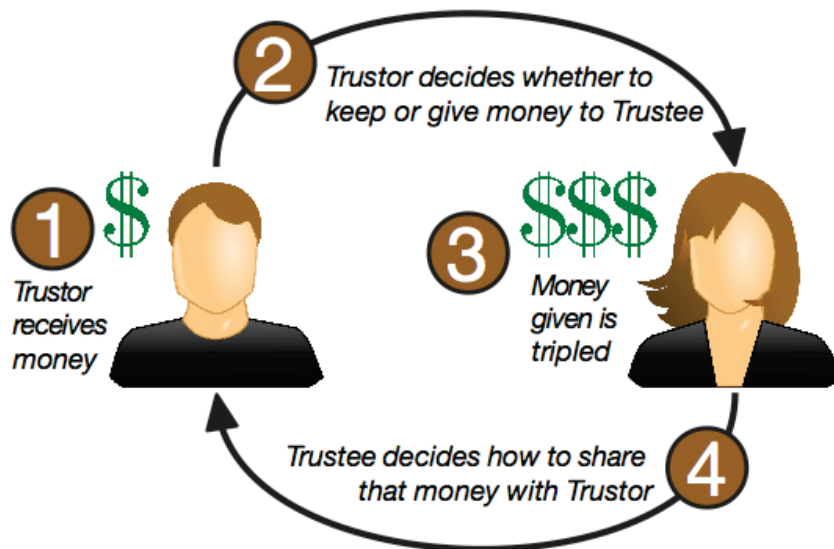 1
$
Trustor
receives
money
2
Trustor decides whether to
keep or give money to Trustee
3
$$$
Money
given is
tripled
4
Trustee decides how to share
that money with Trustor